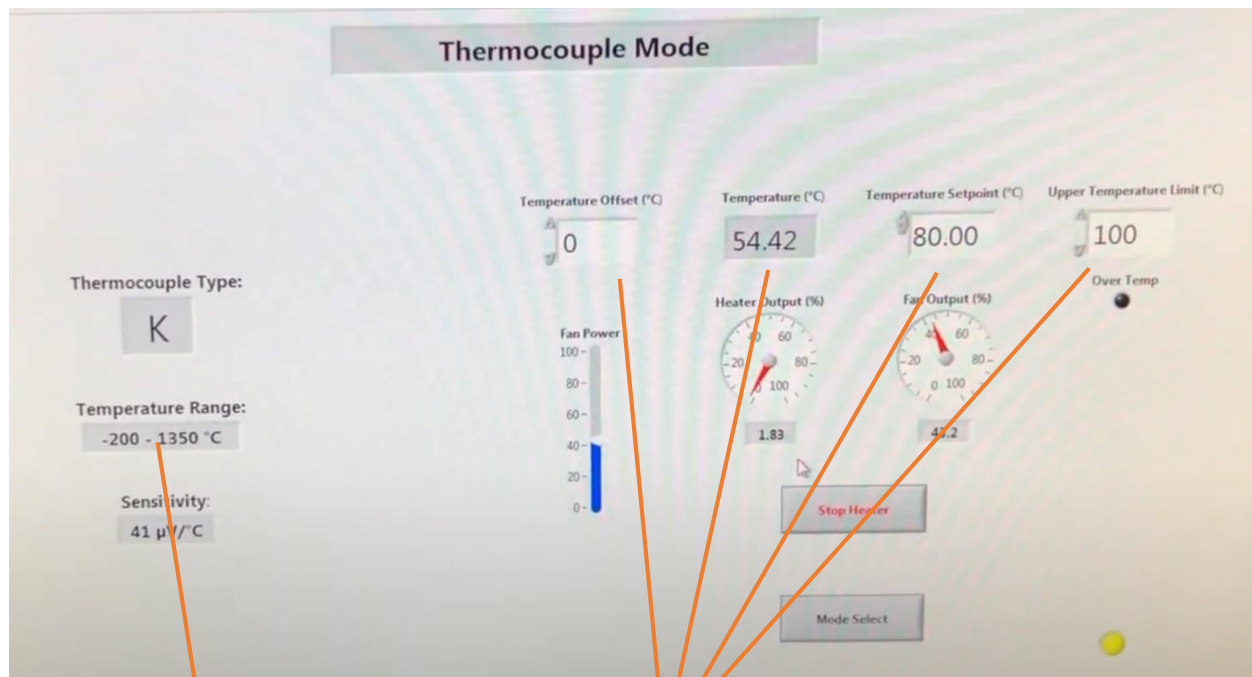 Thermocouple Mode
Temperature Offset (°C)
0
Temperature (°C)
54.42
Temperature Setpoint (°C)
80.00
Upper Temperature Limit (°C)
100
Over Temp
Thermocouple Type:
K
Temperature Range:
-200 - 1350 °C
Sensitivity:
41 µV/°C
Fan Power
100
80
60
40
20
0
Heater Output (%)
20
40
60
80
0
100
1.83
Fan Output (%)
20
40
60
80
0
100
Stop Heater
Mode Select